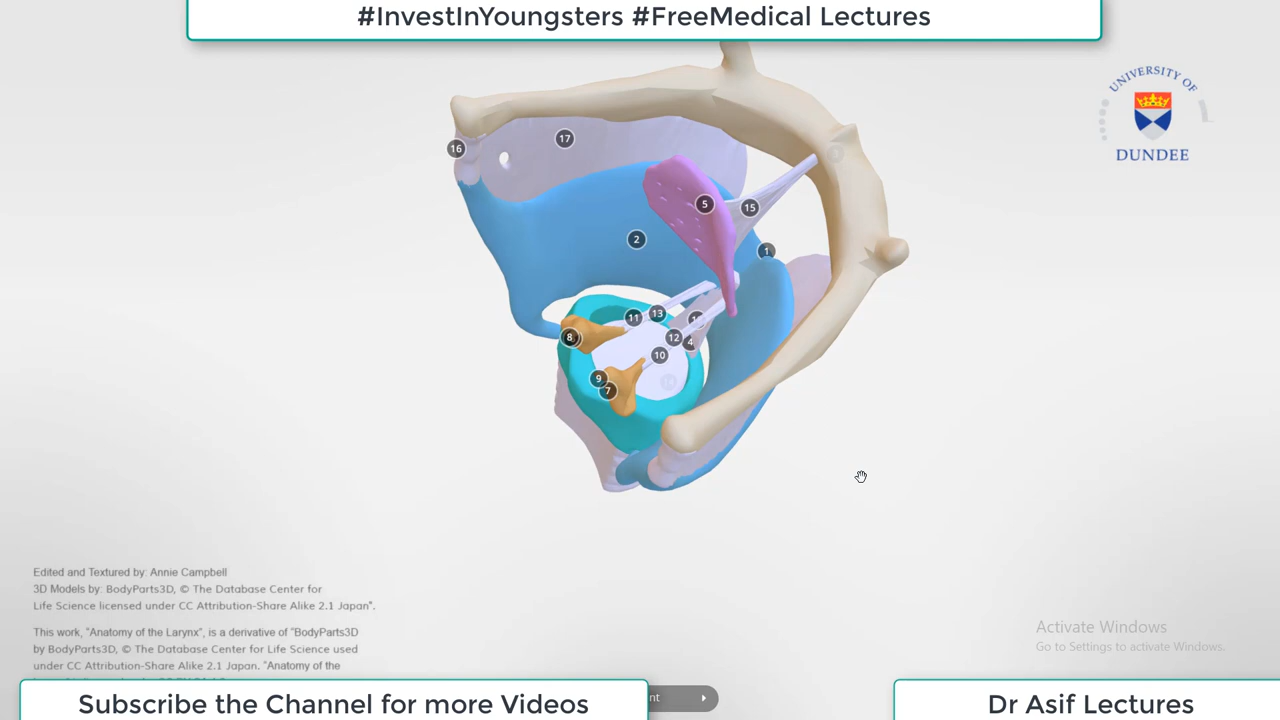 #InvestInYoungsters #FreeMedical Lectures
UNIVERSITY OF
DUNDEE
16
17
5
15
2
1
11
13
8
12
4
10
9
7
Edited and Textured by: Annie Campbell
3D Models by: BodyParts3D, © The Database Center for
Life Science licensed under CC Attribution-Share Alike 2.1 Japan".
This work, "Anatomy of the Larynx", is a derivative of "BodyParts3D
by BodyParts3D, © The Database Center for Life Science used
under CC Attribution-Share Alike 2.1 Japan. "Anatomy of the
Activate Windows
Go to Settings to activate Windows.
Subscribe the Channel for more Videos
nt
Dr Asif Lectures